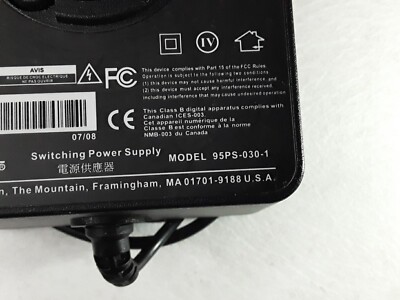 AVIS
RISQUE DE CHOC ELECTRIQUE
NE PAS OUVRIR
FC
IV
This device complies with Part 15 of the FCC Rules.
Operation is subject to the following two conditions:
(1) this device may not cause harmful interference, and
(2) this device must accept any interference received,
including interference that may cause undesired operation.
This Class B digital apparatus complies with
Canadian ICES-003.
Cet appareil numérique de la
Classe B est conforme à la norme
NMB-003 du Canada
07/08
Switching Power Supply MODEL 95PS-030-1
電源供應器
The Mountain, Framingham, MA 01701-9188 U.S.A.